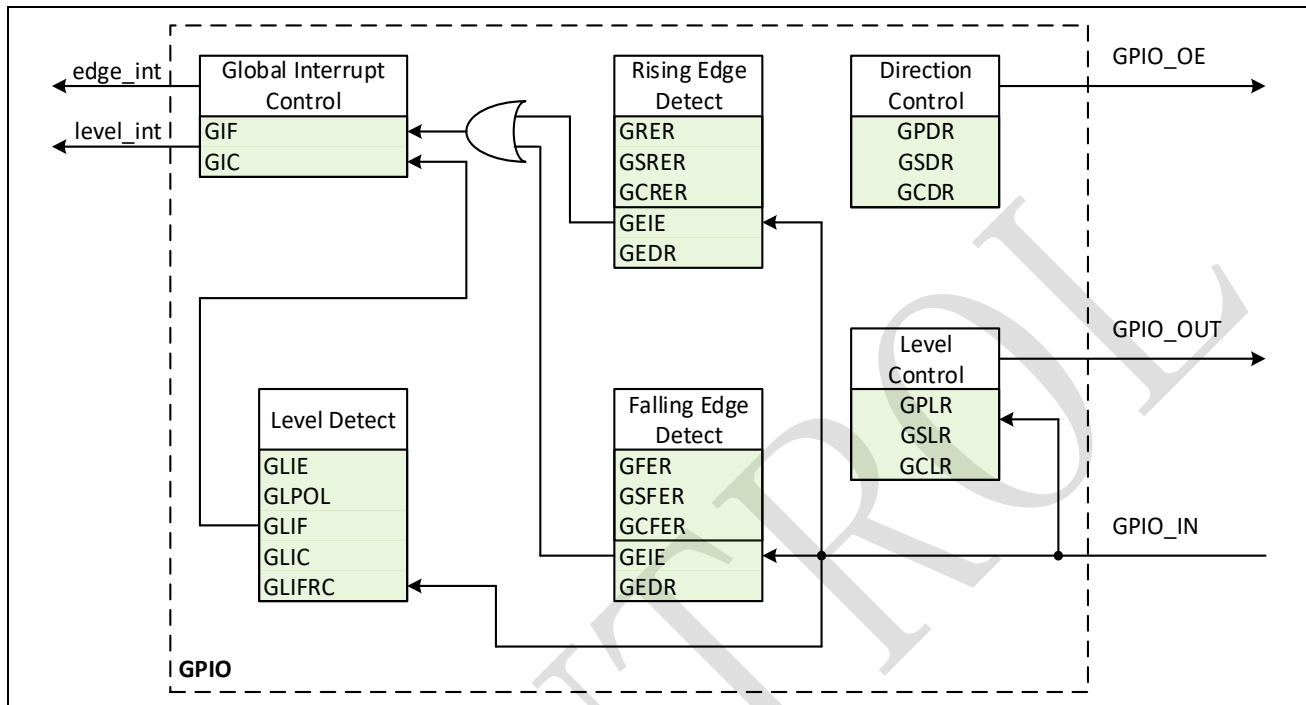 edge_int
level_int
Global Interrupt
Control
GIF
GIC
Rising Edge
Detect
GRER
GSRER
GCRER
GEIE
GEDR
Direction
Control
GPDR
GSDR
GCDR
GPIO_OE
Level Detect
GLIE
GLPOL
GLIF
GLIC
GLIFRC
Falling Edge
Detect
GFER
GSFER
GCFER
GEIE
GEDR
Level
Control
GPLR
GSLR
GCLR
GPIO_OUT
GPIO_IN
GPIO
NTROL